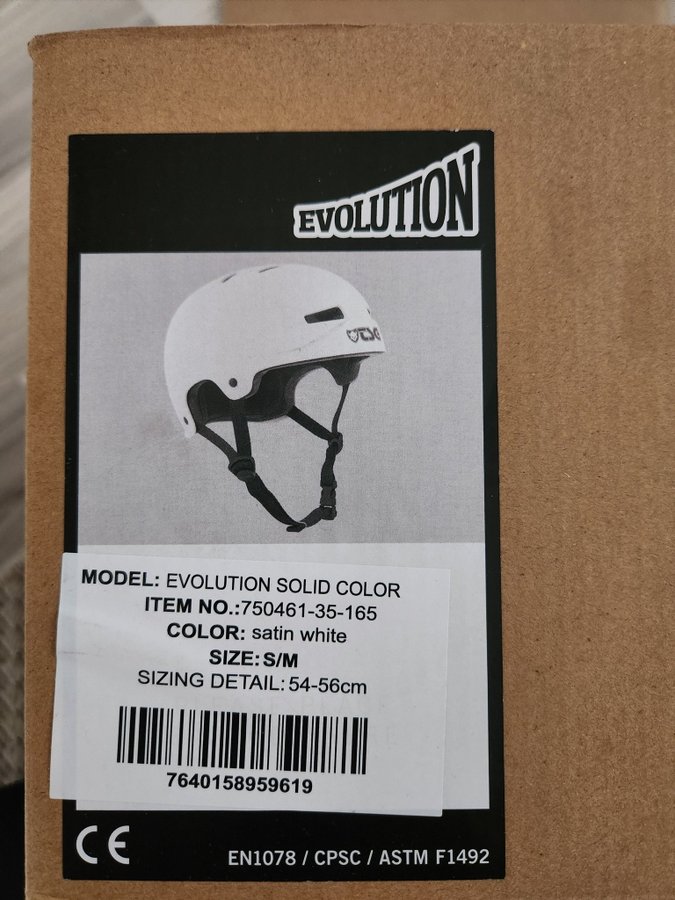 EVOLUTION
TSG
MODEL: EVOLUTION SOLID COLOR
ITEM NO.:750461-35-165
COLOR: satin white
SIZE: S/M
SIZING DETAIL: 54-56cm
7640158959619
CE
EN1078 / CPSC / ASTM F1492